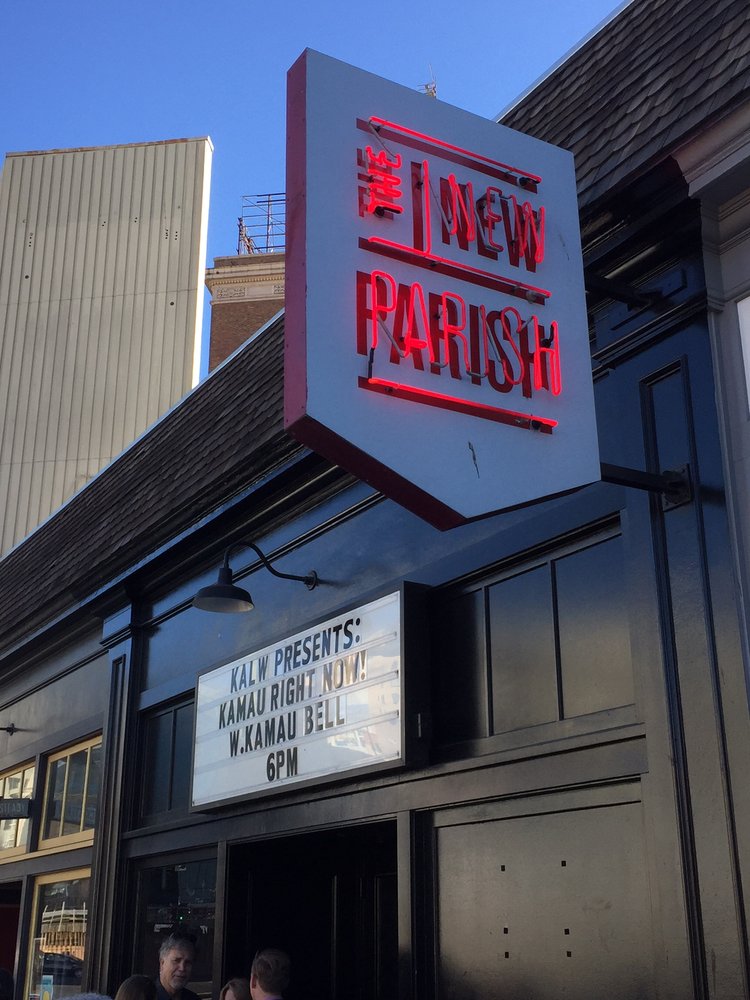 THE NEW
PARISH
KALW PRESENTS:
KAMAU RIGHT NOW!
W.KAMAU BELL
6PM